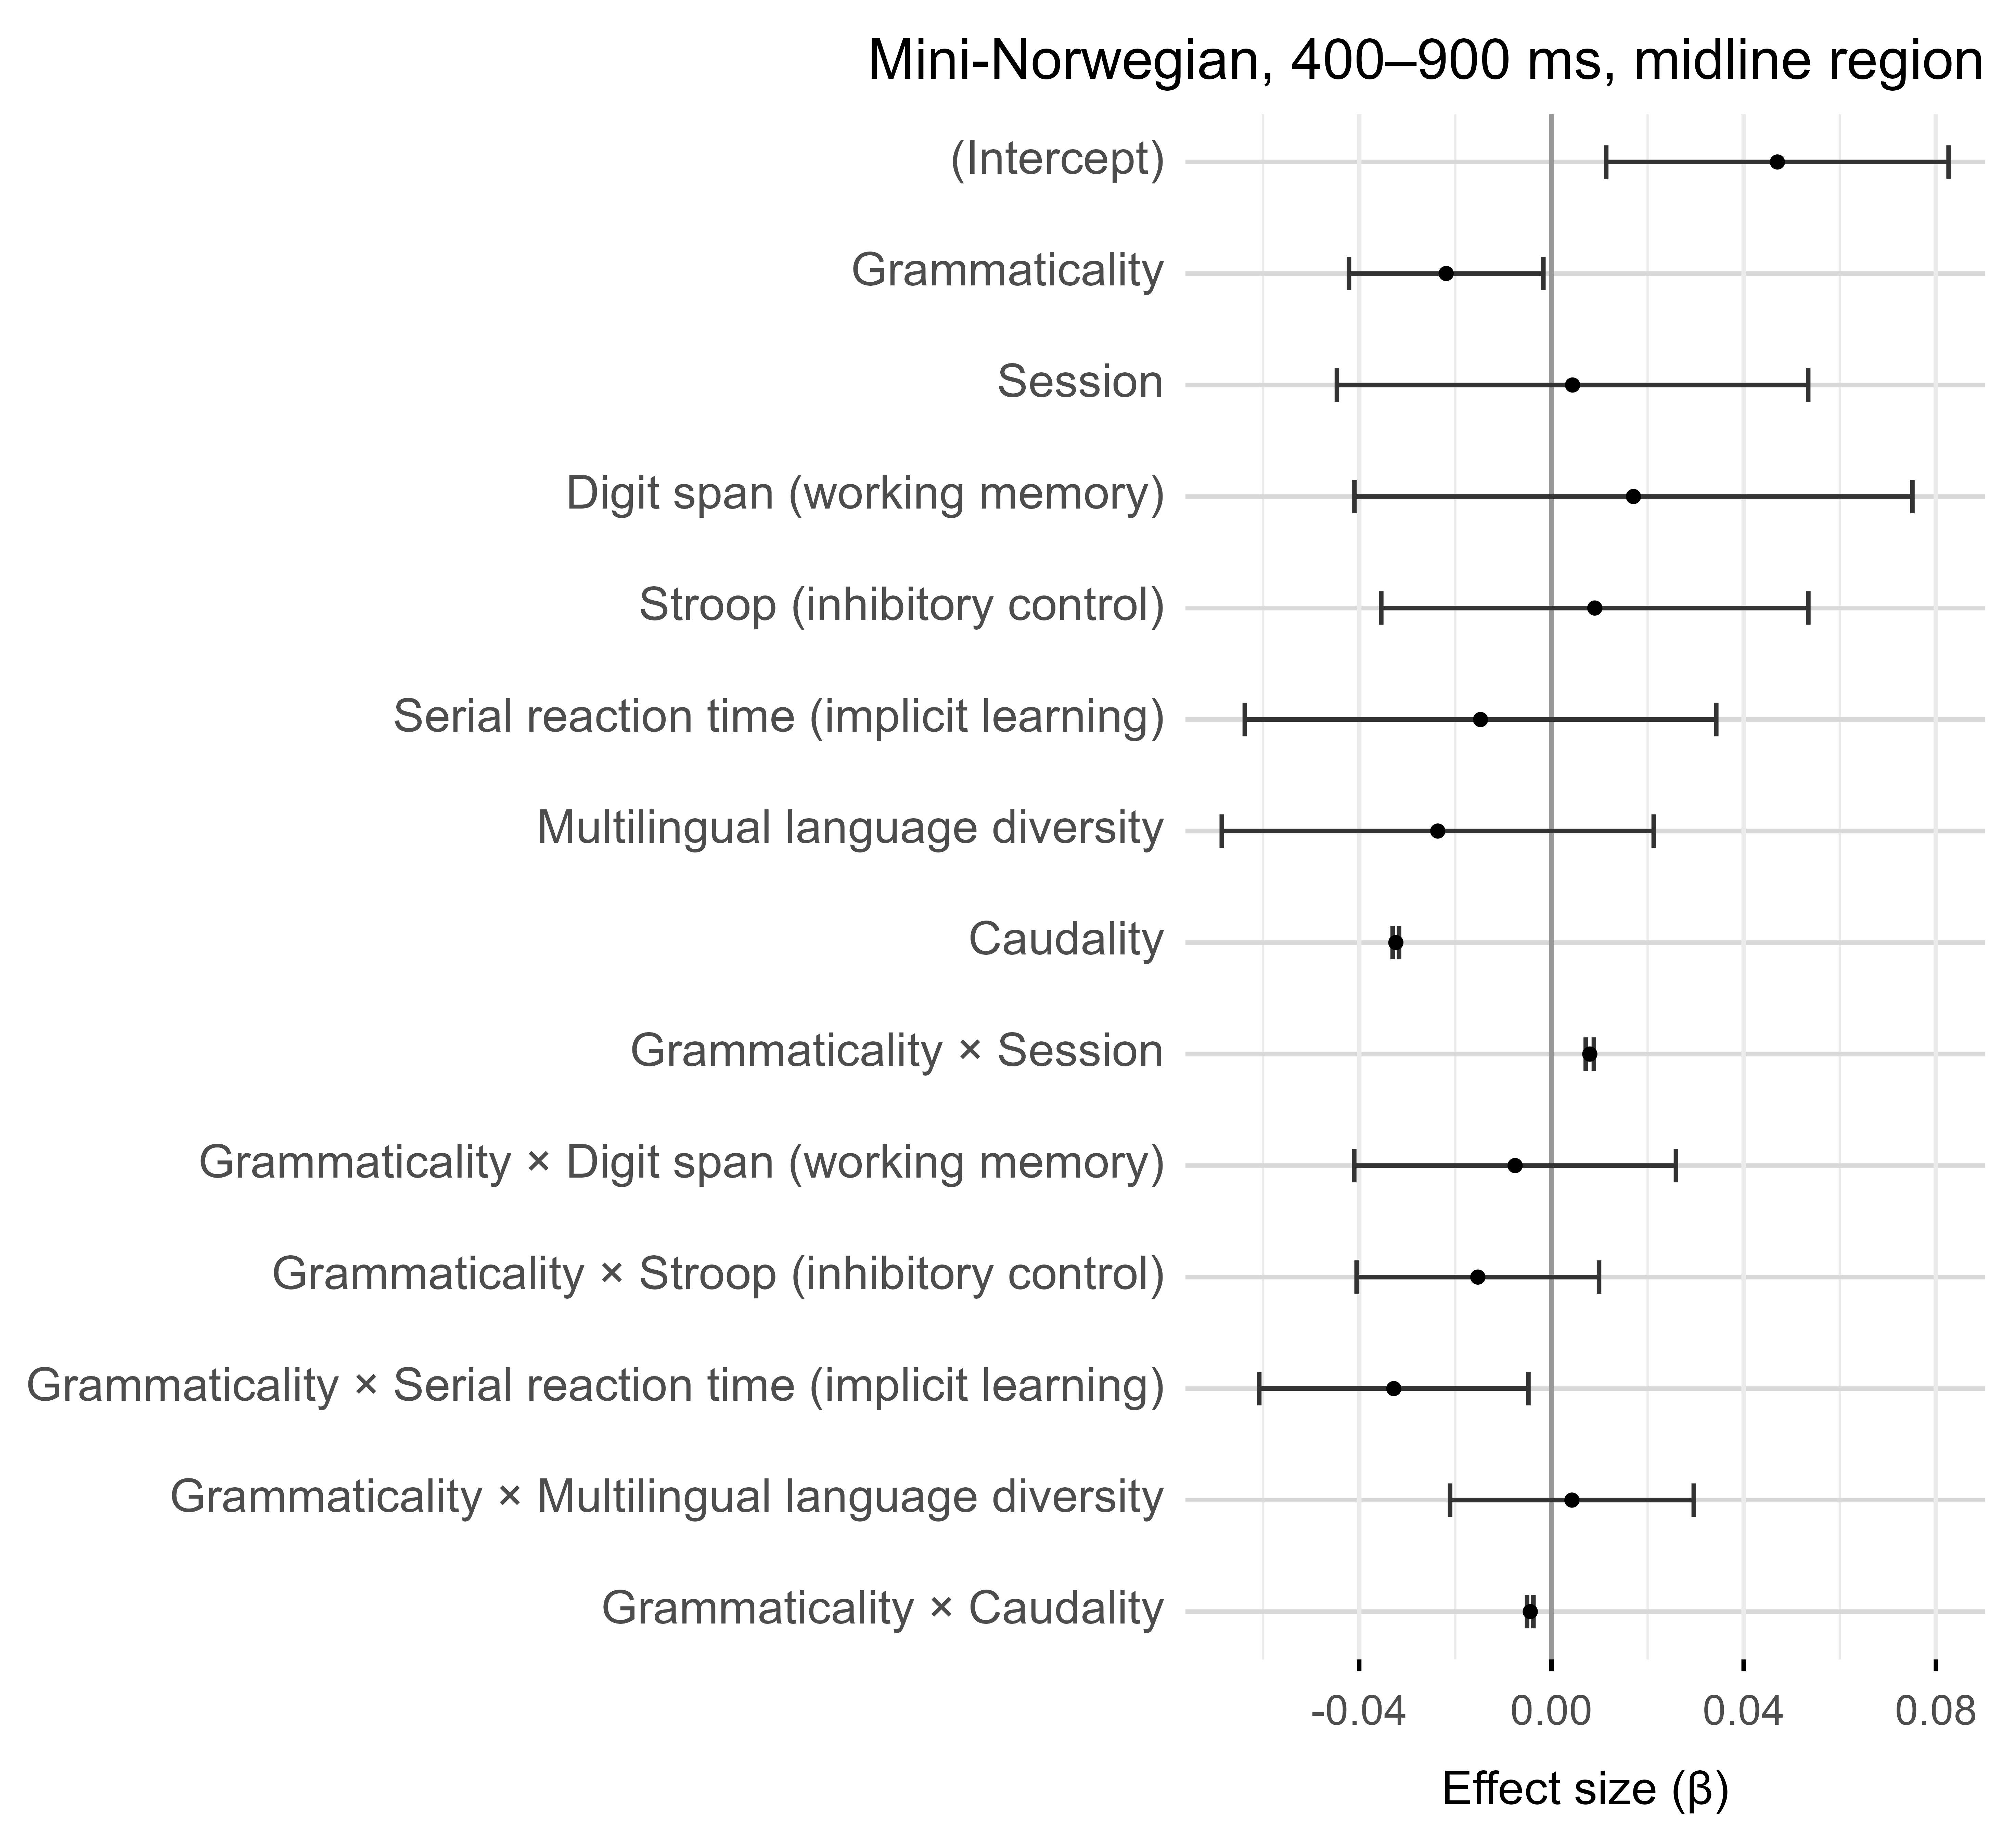 Mini-Norwegian, 400–900 ms, midline region
(Intercept)
Grammaticality
Session
Digit span (working memory)
Stroop (inhibitory control)
Serial reaction time (implicit learning)
Multilingual language diversity
Caudality
Grammaticality × Session
Grammaticality × Digit span (working memory)
Grammaticality × Stroop (inhibitory control)
Grammaticality × Serial reaction time (implicit learning)
Grammaticality × Multilingual language diversity
Grammaticality × Caudality
-0.04 0.00 0.04 0.08
Effect size (β)